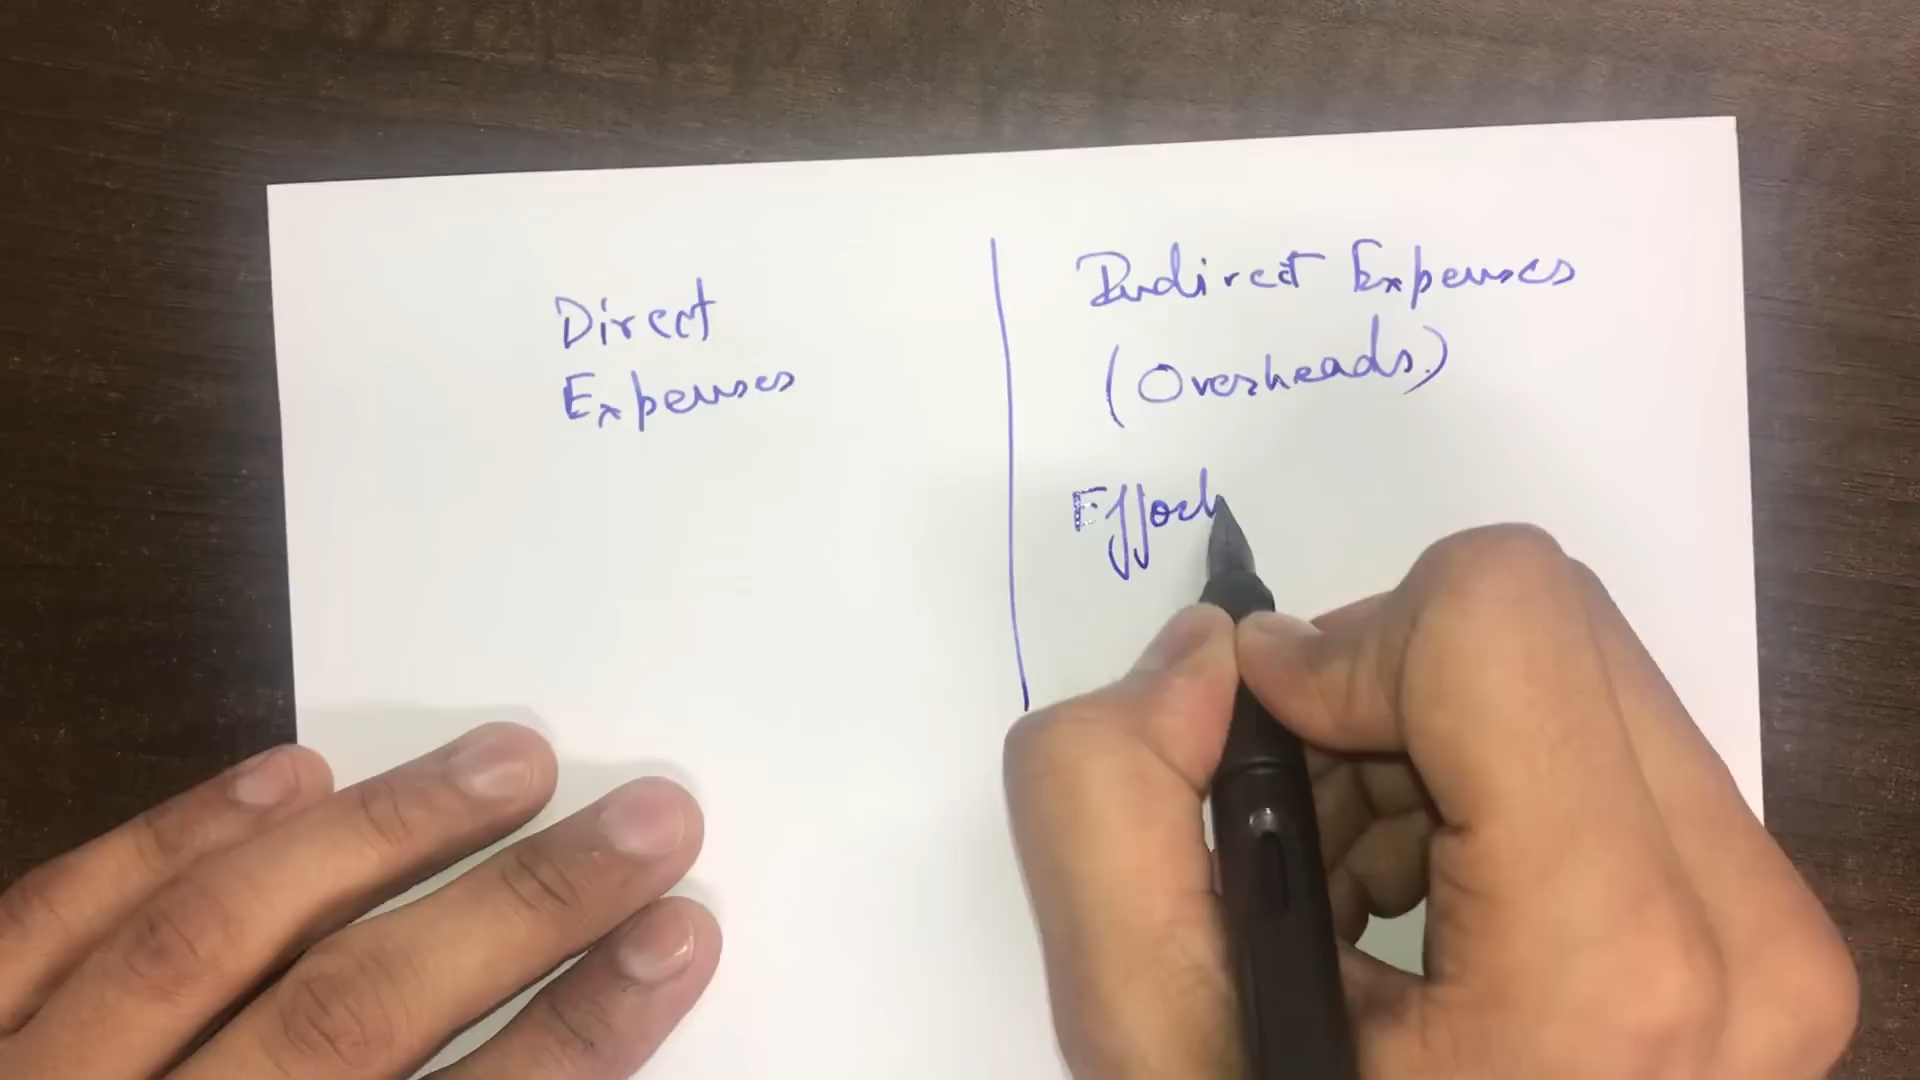 Direct
Expenses
Indirect Expenses
(Overheads.)